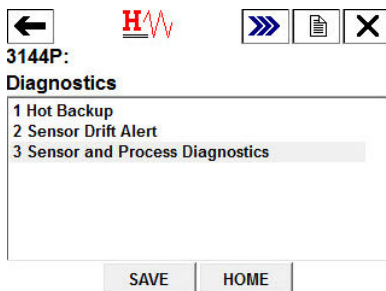 H
3144P:
Diagnostics
1 Hot Backup
2 Sensor Drift Alert
3 Sensor and Process Diagnostics
SAVE HOME